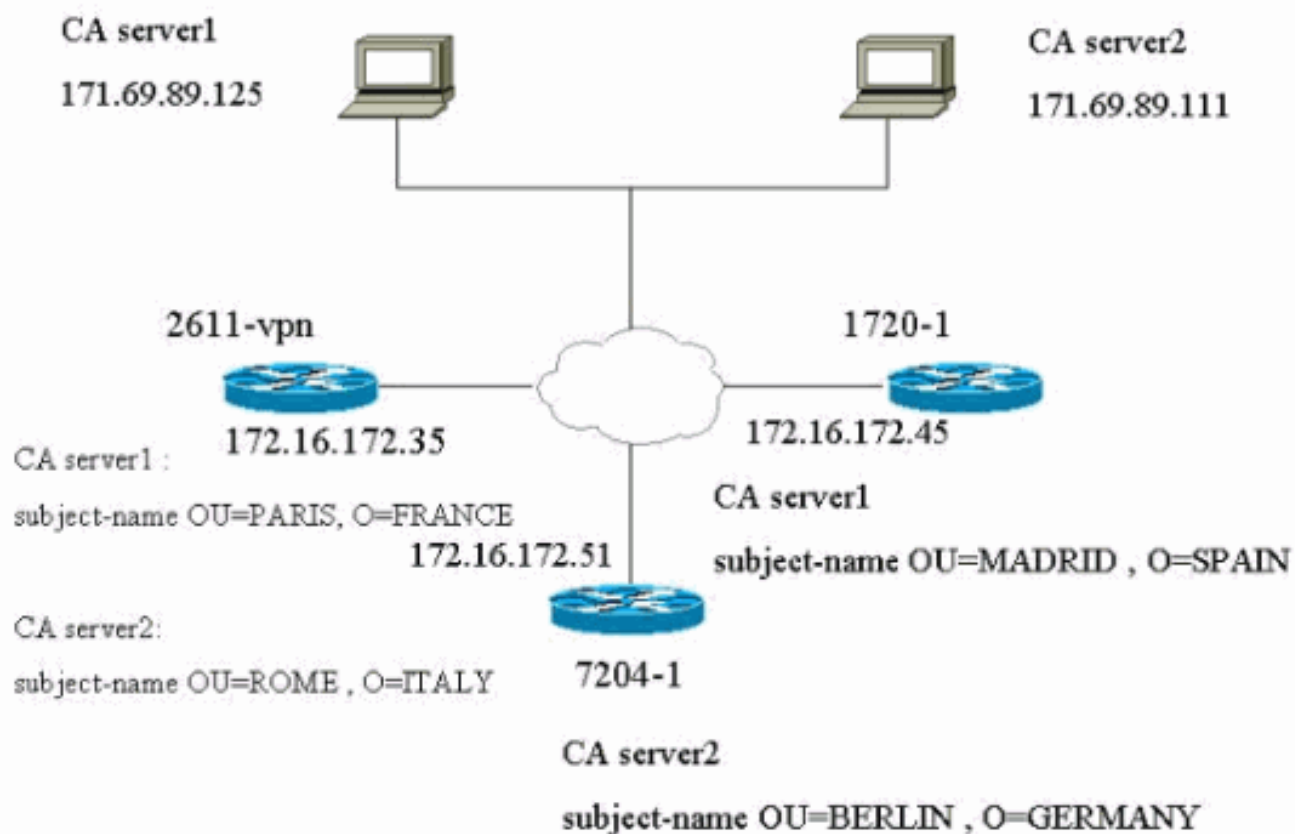 CA server1
171.69.89.125
CA server2
171.69.89.111
2611-vpn
1720-1
172.16.172.35
172.16.172.45
CA server1 :
subject-name OU=PARIS, O=FRANCE
CA server1
subject-name OU=MADRID , O=SPAIN
172.16.172.51
CA server2:
subject-name OU=ROME , O=ITALY
7204-1
CA server2
subject-name OU=BERLIN , O=GERMANY